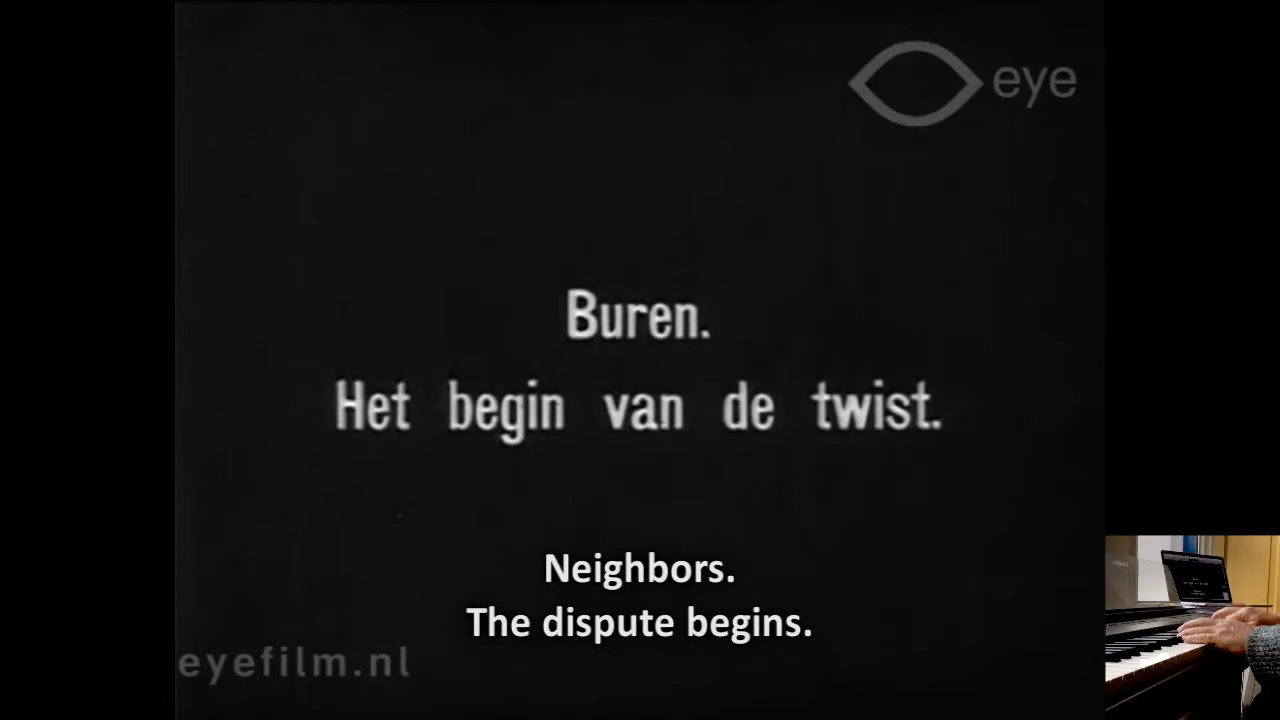 eye
Buren.
Het begin van de twist.
Neighbors.
The dispute begins.
eyefilm.nl